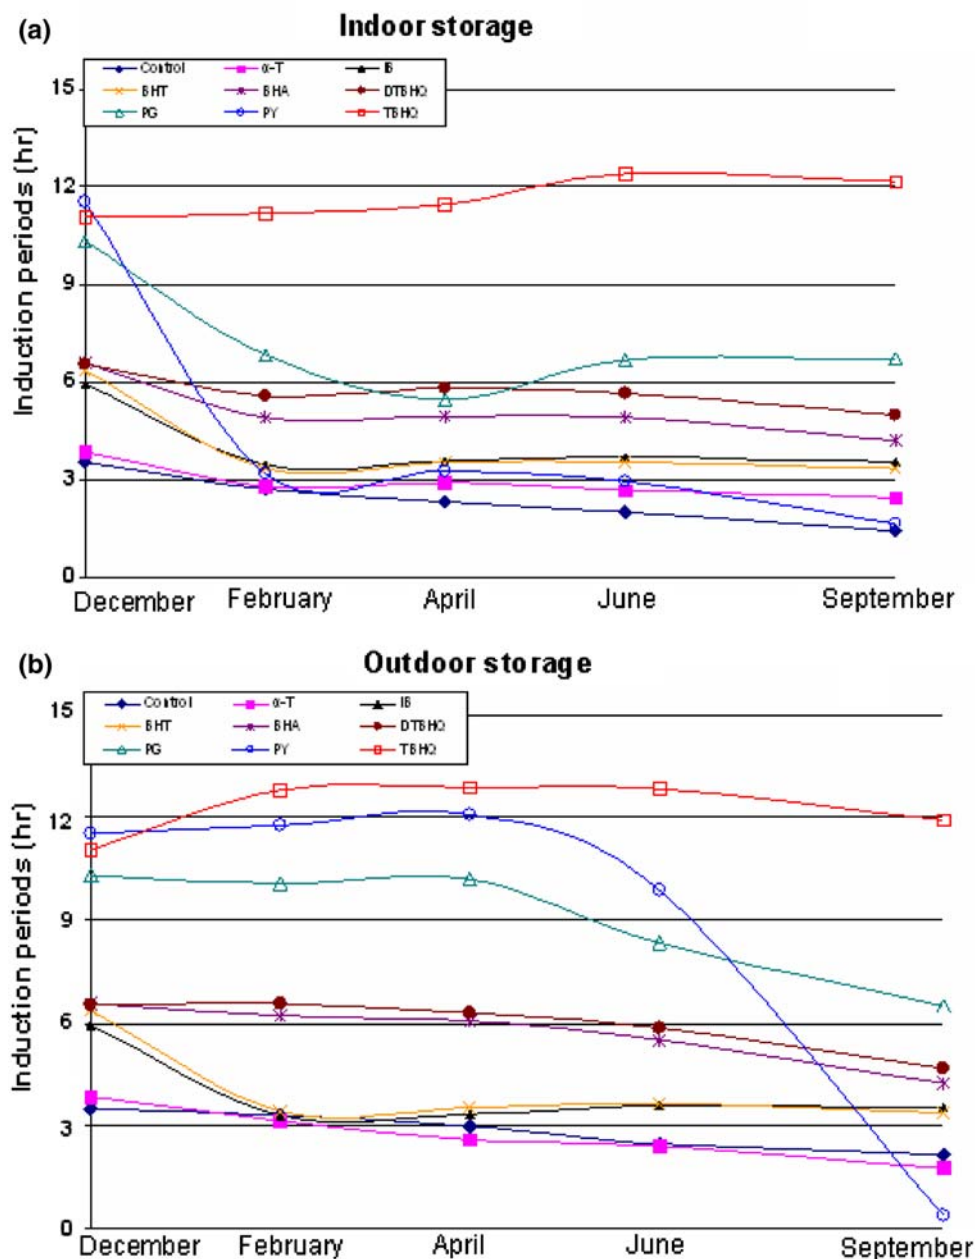 (a)
Indoor storage
Control α-T IB
BHT BHA DTBHQ
PG PY TBHQ
15
12
9
6
3
0
Induction periods (hr)
December February April June September
(b)
Outdoor storage
Control α-T IB
BHT BHA DTBHQ
PG PY TBHQ
15
12
9
6
3
0
Induction periods (hr)
December February April June September